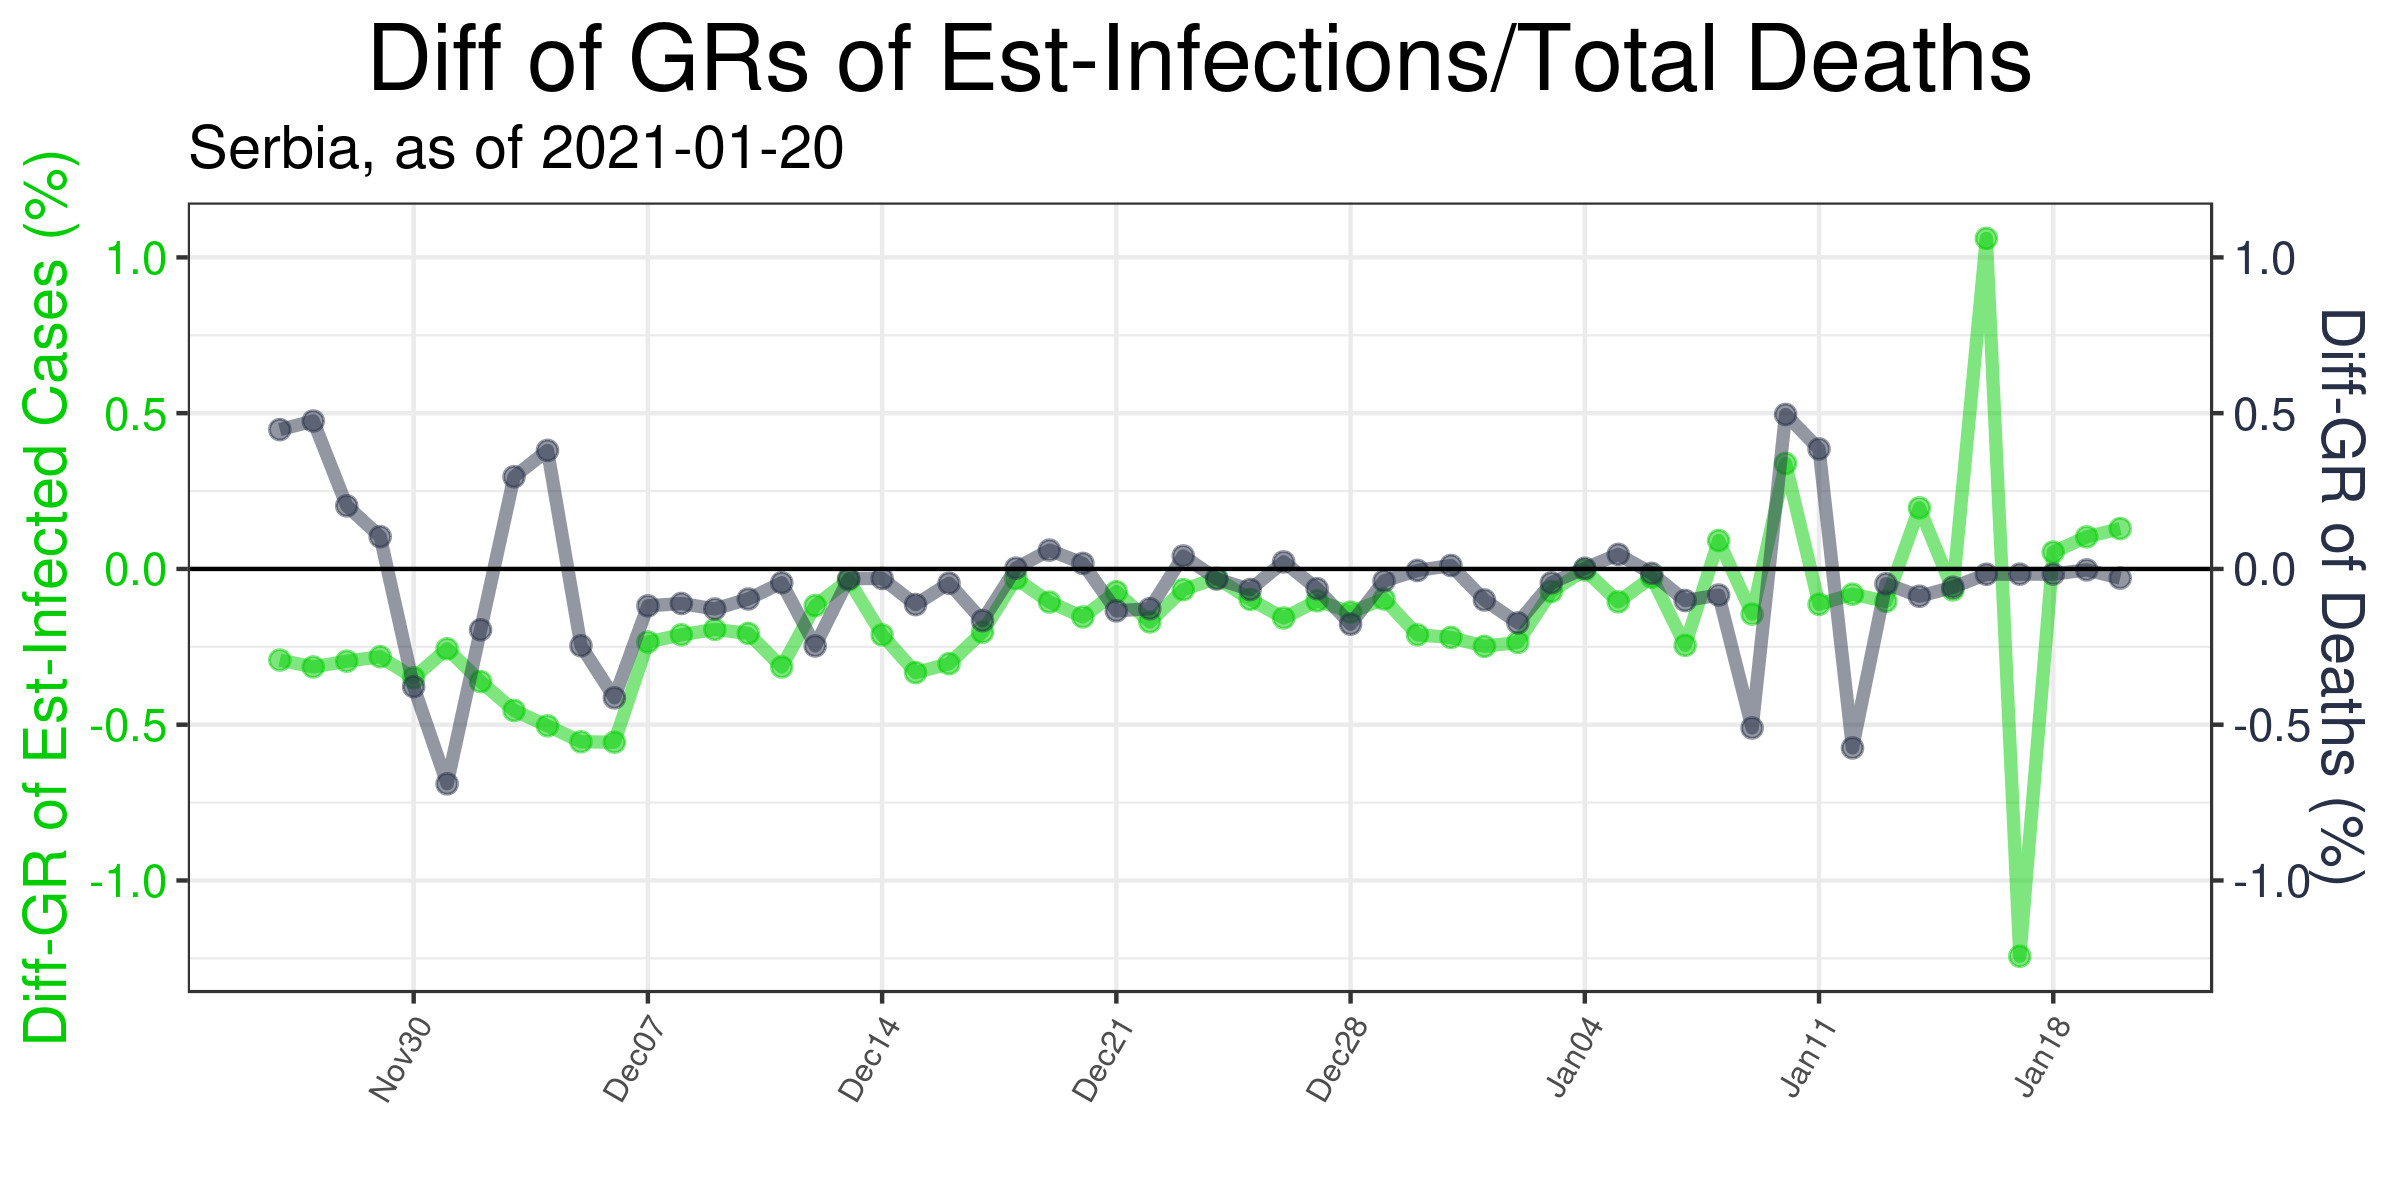 Diff of GRs of Est-Infections/Total Deaths
Serbia, as of 2021-01-20
Diff-GR of Est-Infected Cases (%)
1.0
0.5
0.0
-0.5
-1.0
1.0
0.5
0.0
-0.5
-1.0
Diff-GR of Deaths (%)
Nov30
Dec07
Dec14
Dec21
Dec28
Jan04
Jan11
Jan18